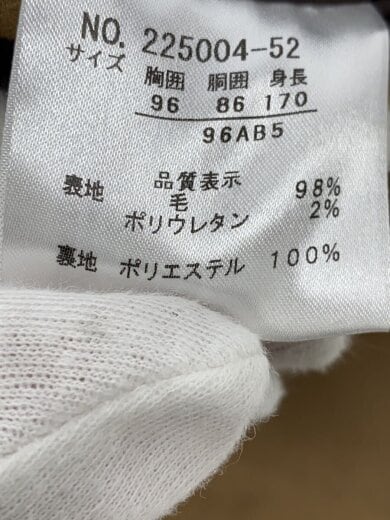 NO. 225004-52
サイズ 胸囲 胴囲 身長
96 86 170
96AB5
品質表示
表地 毛 98%
ポリウレタン 2%
裏地 ポリエステル 100%